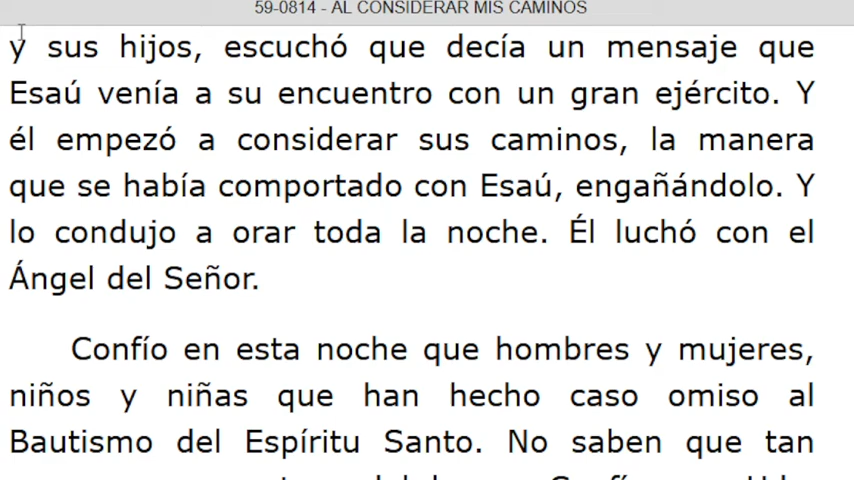 59-0814 - AL CONSIDERAR MIS CAMINOS
y sus hijos, escuchó que decía un mensaje que
Esaú venía a su encuentro con un gran ejército. Y
él empezó a considerar sus caminos, la manera
que se había comportado con Esaú, engañándolo. Y
lo condujo a orar toda la noche. Él luchó con el
Ángel del Señor.
Confío en esta noche que hombres y mujeres,
niños y niñas que han hecho caso omiso al
Bautismo del Espíritu Santo. No saben que tan